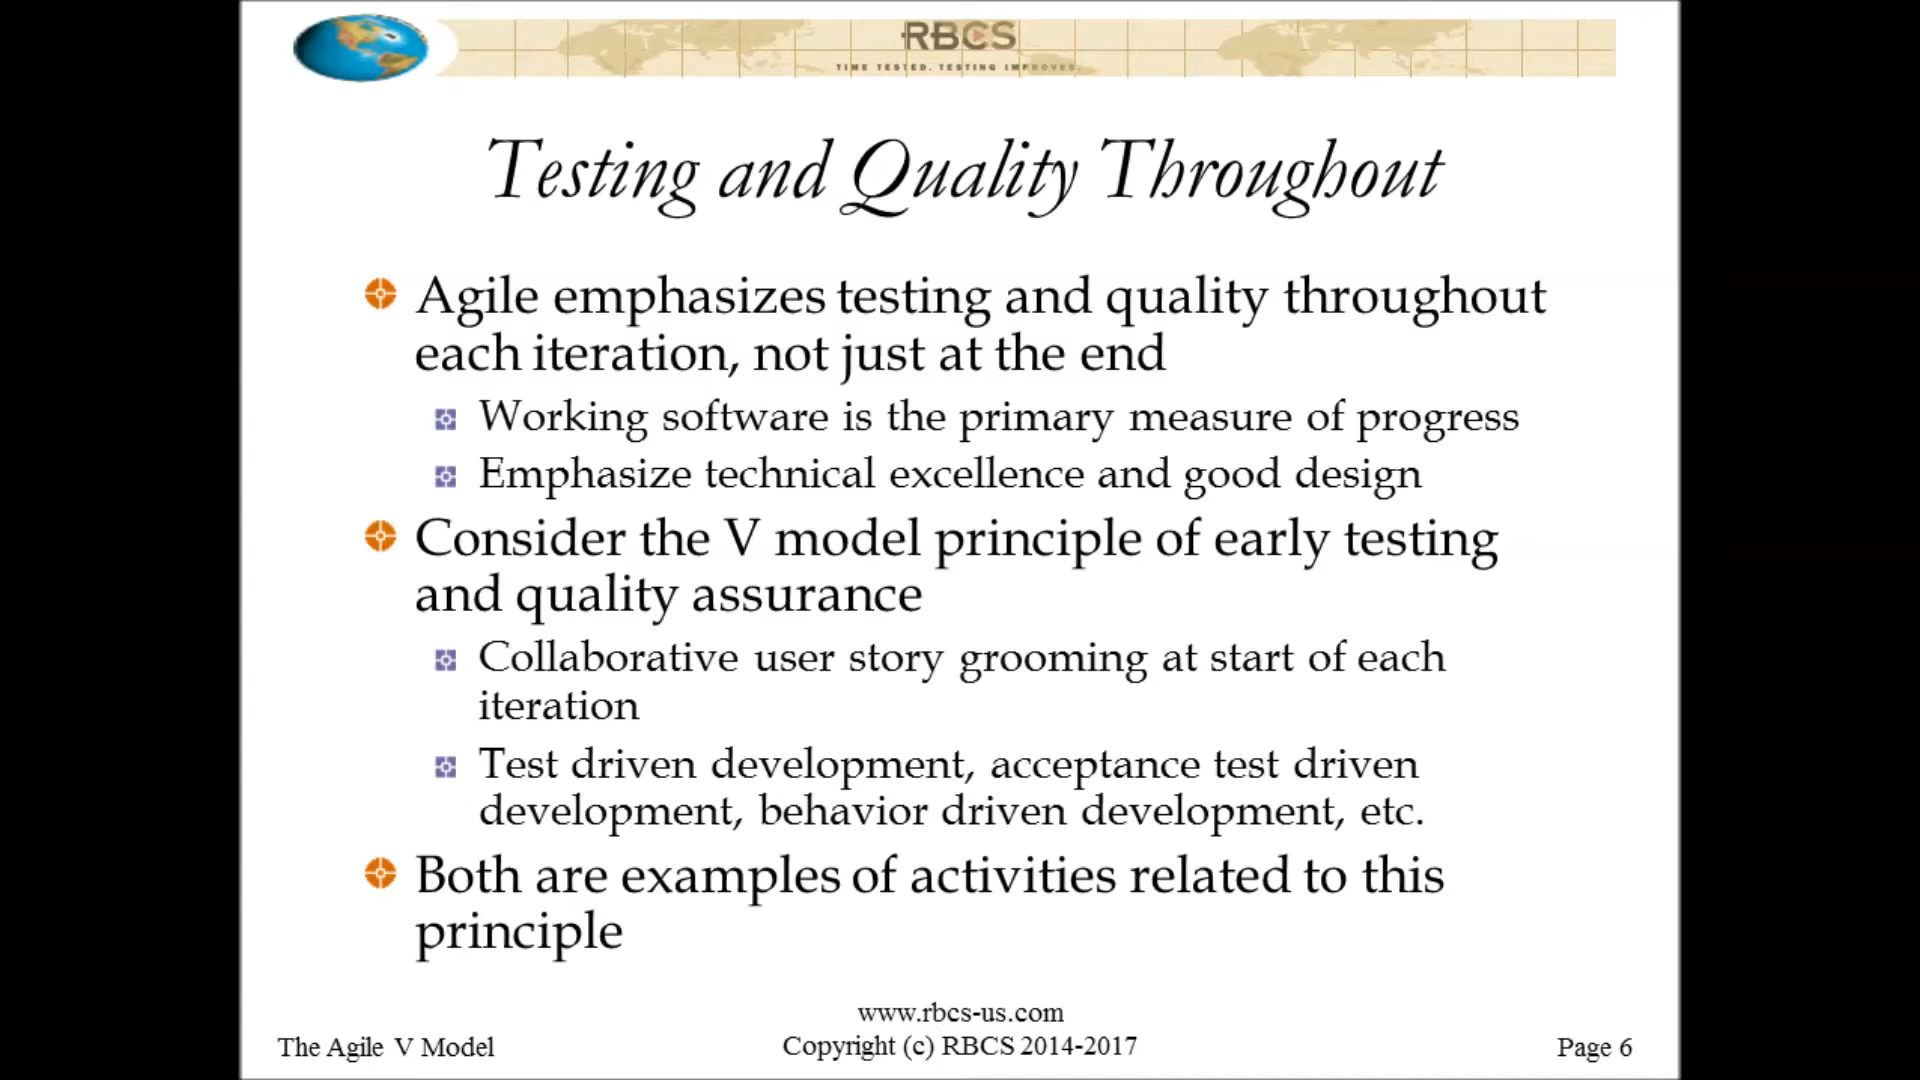 RBCS
TIME TESTED. TESTING IMPROVED.
Testing and Quality Throughout
Agile emphasizes testing and quality throughout
each iteration, not just at the end
Working software is the primary measure of progress
Emphasize technical excellence and good design
Consider the V model principle of early testing
and quality assurance
Collaborative user story grooming at start of each
iteration
Test driven development, acceptance test driven
development, behavior driven development, etc.
Both are examples of activities related to this
principle
www.rbcs-us.com
The Agile V Model
Copyright (c) RBCS 2014-2017
Page 6